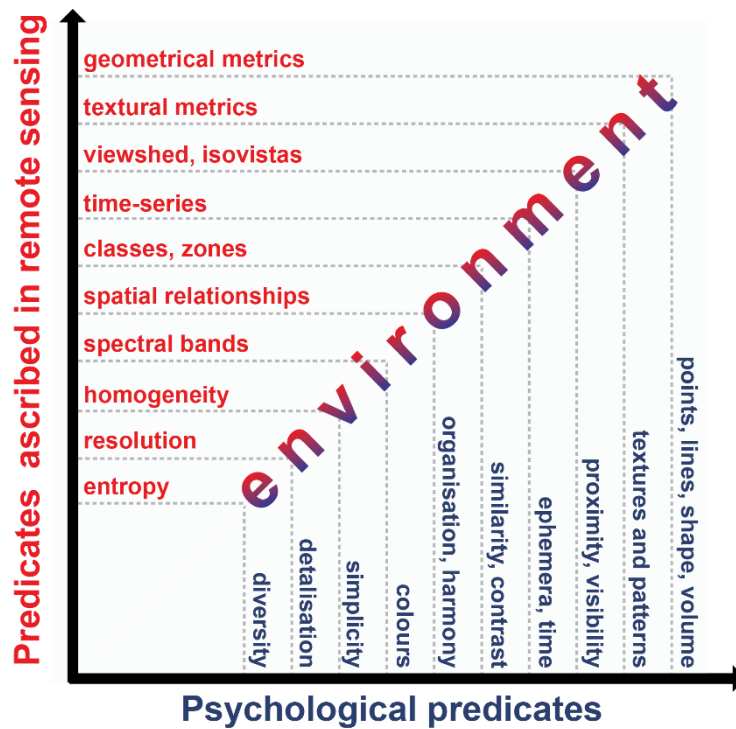 Predicates ascribed in remote sensing
geometrical metrics
textural metrics
viewshed, isovistas
time-series
classes, zones
spatial relationships
spectral bands
homogeneity
resolution
entropy
environment
diversity
detalisation
simplicity
colours
organisation, harmony
similarity, contrast
ephemera, time
proximity, visibility
textures and patterns
points, lines, shape, volume
Psychological predicates